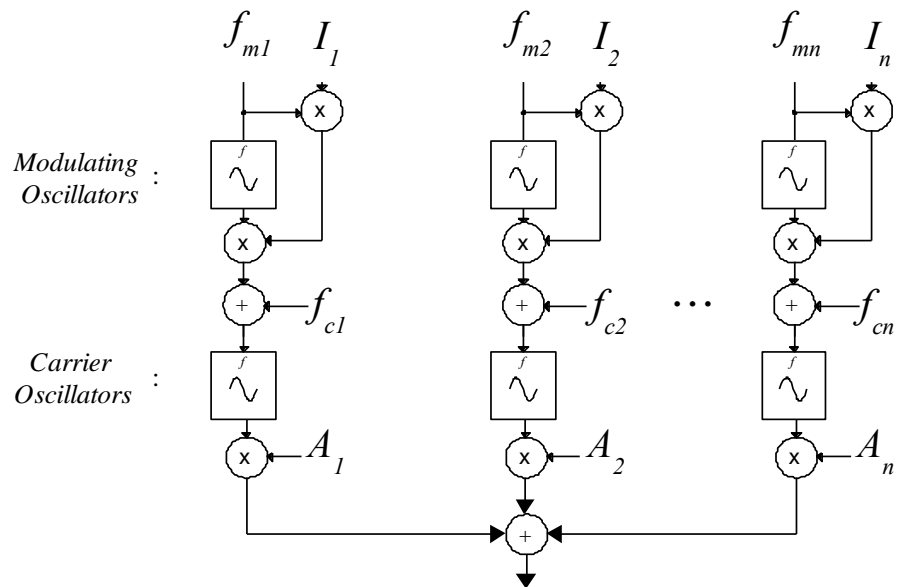 f_m1 I_1 f_m2 I_2 f_mn I_n
x x x
f f f
Modulating
Oscillators :
x x x
+ f_c1 + f_c2 ... + f_cn
f f f
Carrier
Oscillators :
x A_1 x A_2 x A_n
+